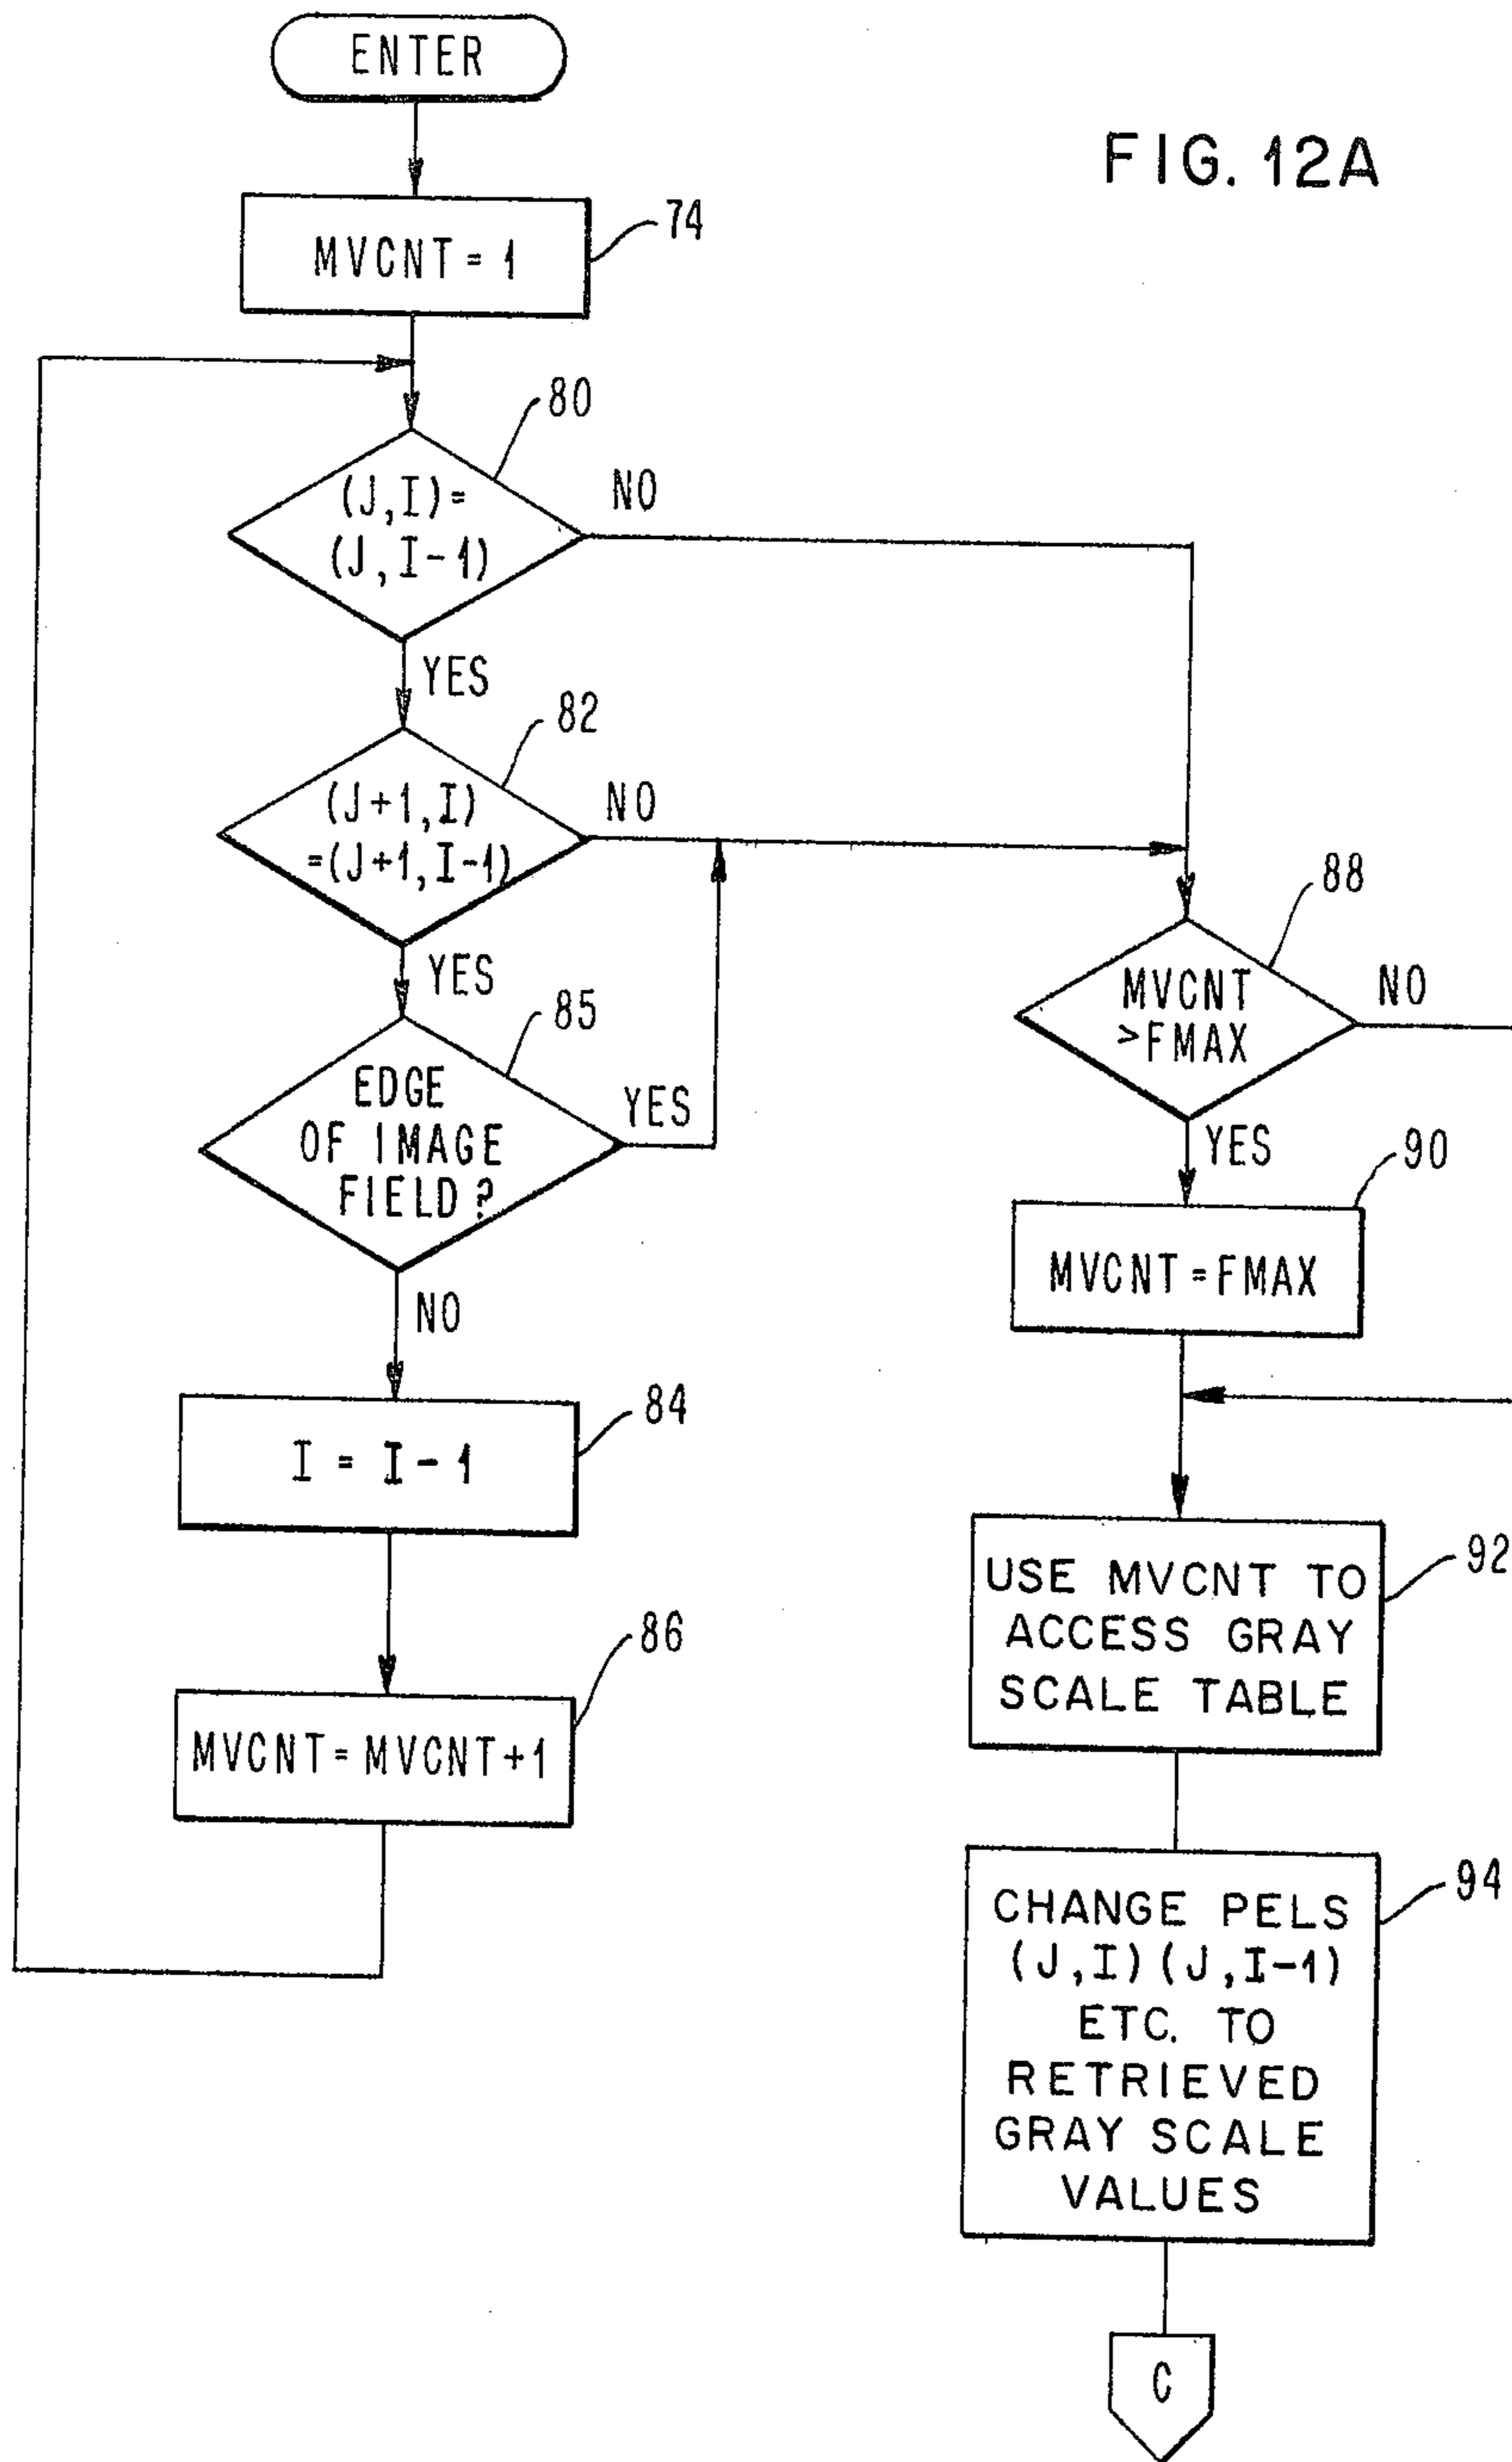 ENTER
FIG. 12A
74
MVCNT = 1
80
(J,I)=
(J,I-1)
NO
YES
82
(J+1,I)
=(J+1,I-1)
NO
YES
85
EDGE
OF IMAGE
FIELD?
YES
NO
84
I = I-1
86
MVCNT=MVCNT+1
88
MVCNT
>FMAX
NO
YES
90
MVCNT=FMAX
92
USE MVCNT TO
ACCESS GRAY
SCALE TABLE
94
CHANGE PELS
(J,I)(J,I-1)
ETC. TO
RETRIEVED
GRAY SCALE
VALUES
C